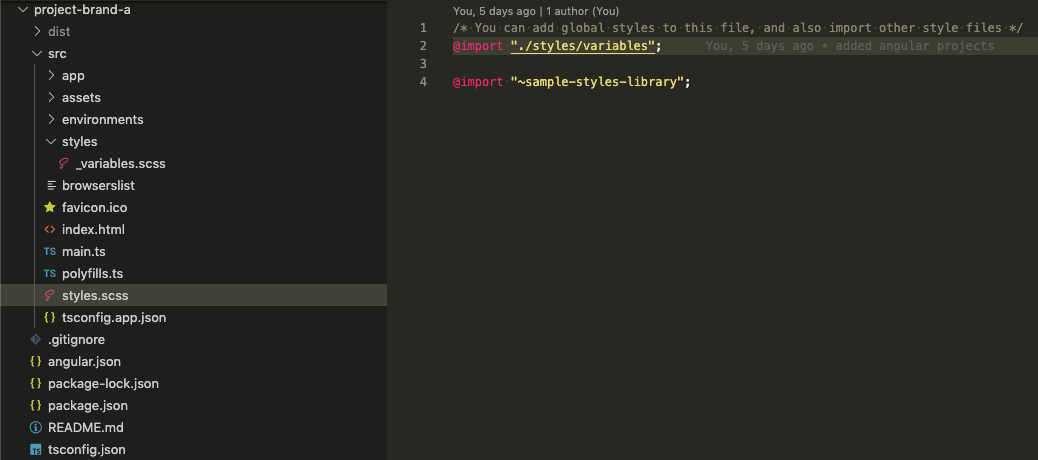 project-brand-a
dist
src
app
assets
environments
styles
_variables.scss
browserslist
favicon.ico
index.html
TS main.ts
TS polyfills.ts
styles.scss
{} tsconfig.app.json
.gitignore
{} angular.json
{} package-lock.json
{} package.json
README.md
TS tsconfig.json
You, 5 days ago | 1 author (You)
1 /* You can add global styles to this file, and also import other style files */
2 @import "./styles/variables"; You, 5 days ago • added angular projects
3
4 @import "~sample-styles-library";